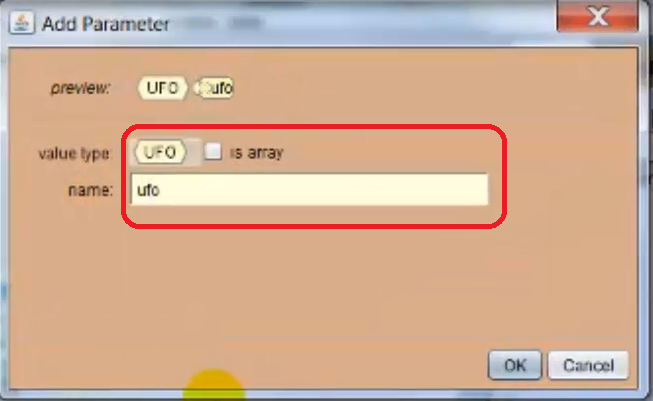 Add Parameter
preview: UFO ufo
value type: UFO is array
name: ufo
OK Cancel